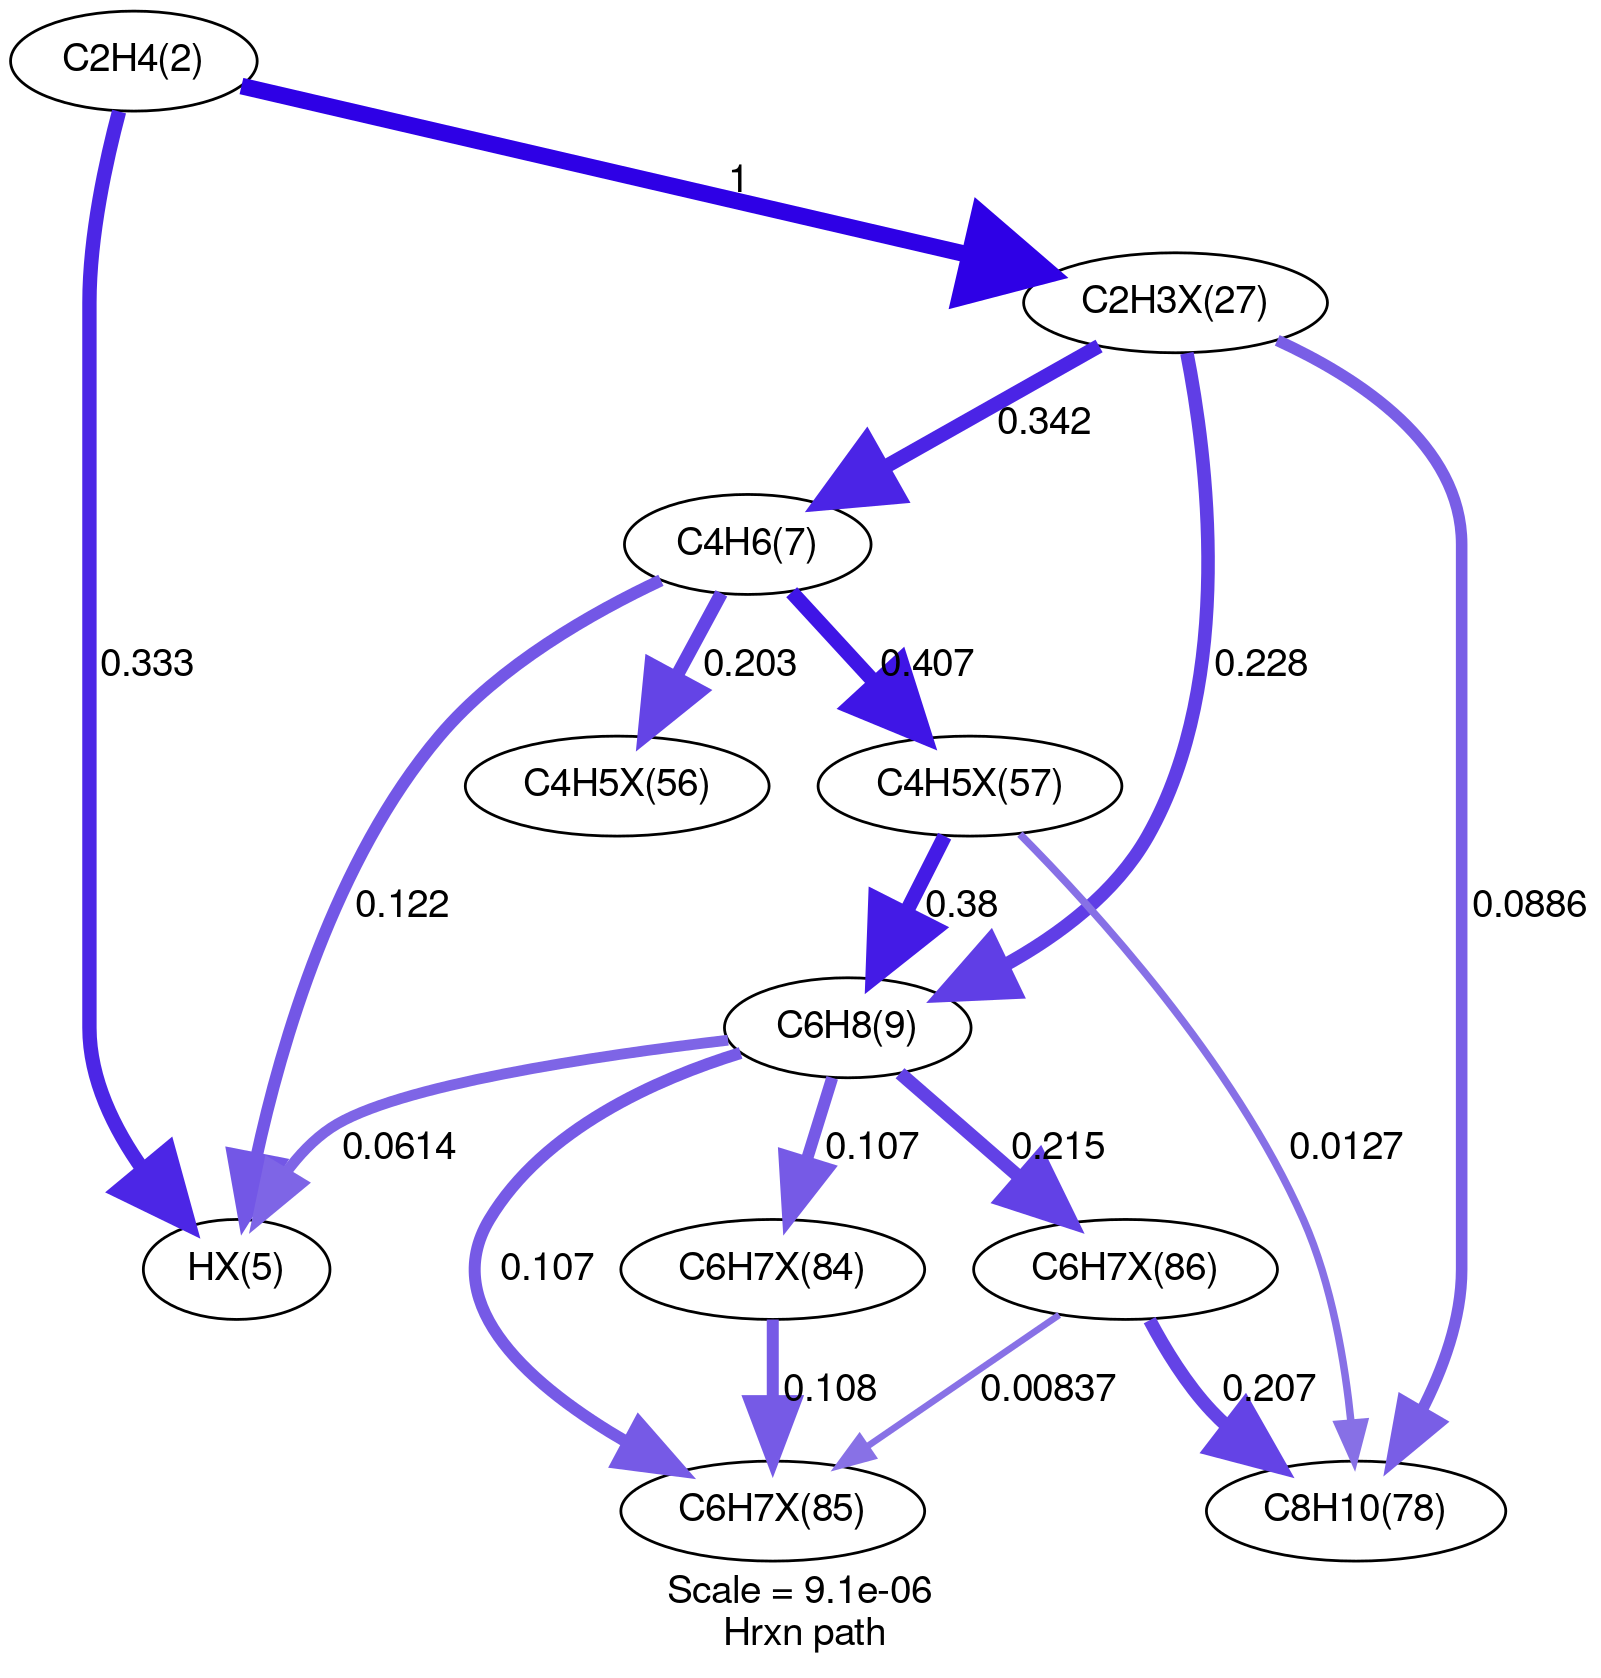 C2H4(2)
1
C2H3X(27)
0.342
C4H6(7)
0.333
0.203
0.407
0.228
C4H5X(56)
C4H5X(57)
0.122
0.38
0.0886
C6H8(9)
0.0614
0.107
0.215
0.0127
HX(5)
0.107
C6H7X(84)
C6H7X(86)
0.108
0.00837
0.207
C6H7X(85)
C8H10(78)
Scale = 9.1e-06
Hrxn path